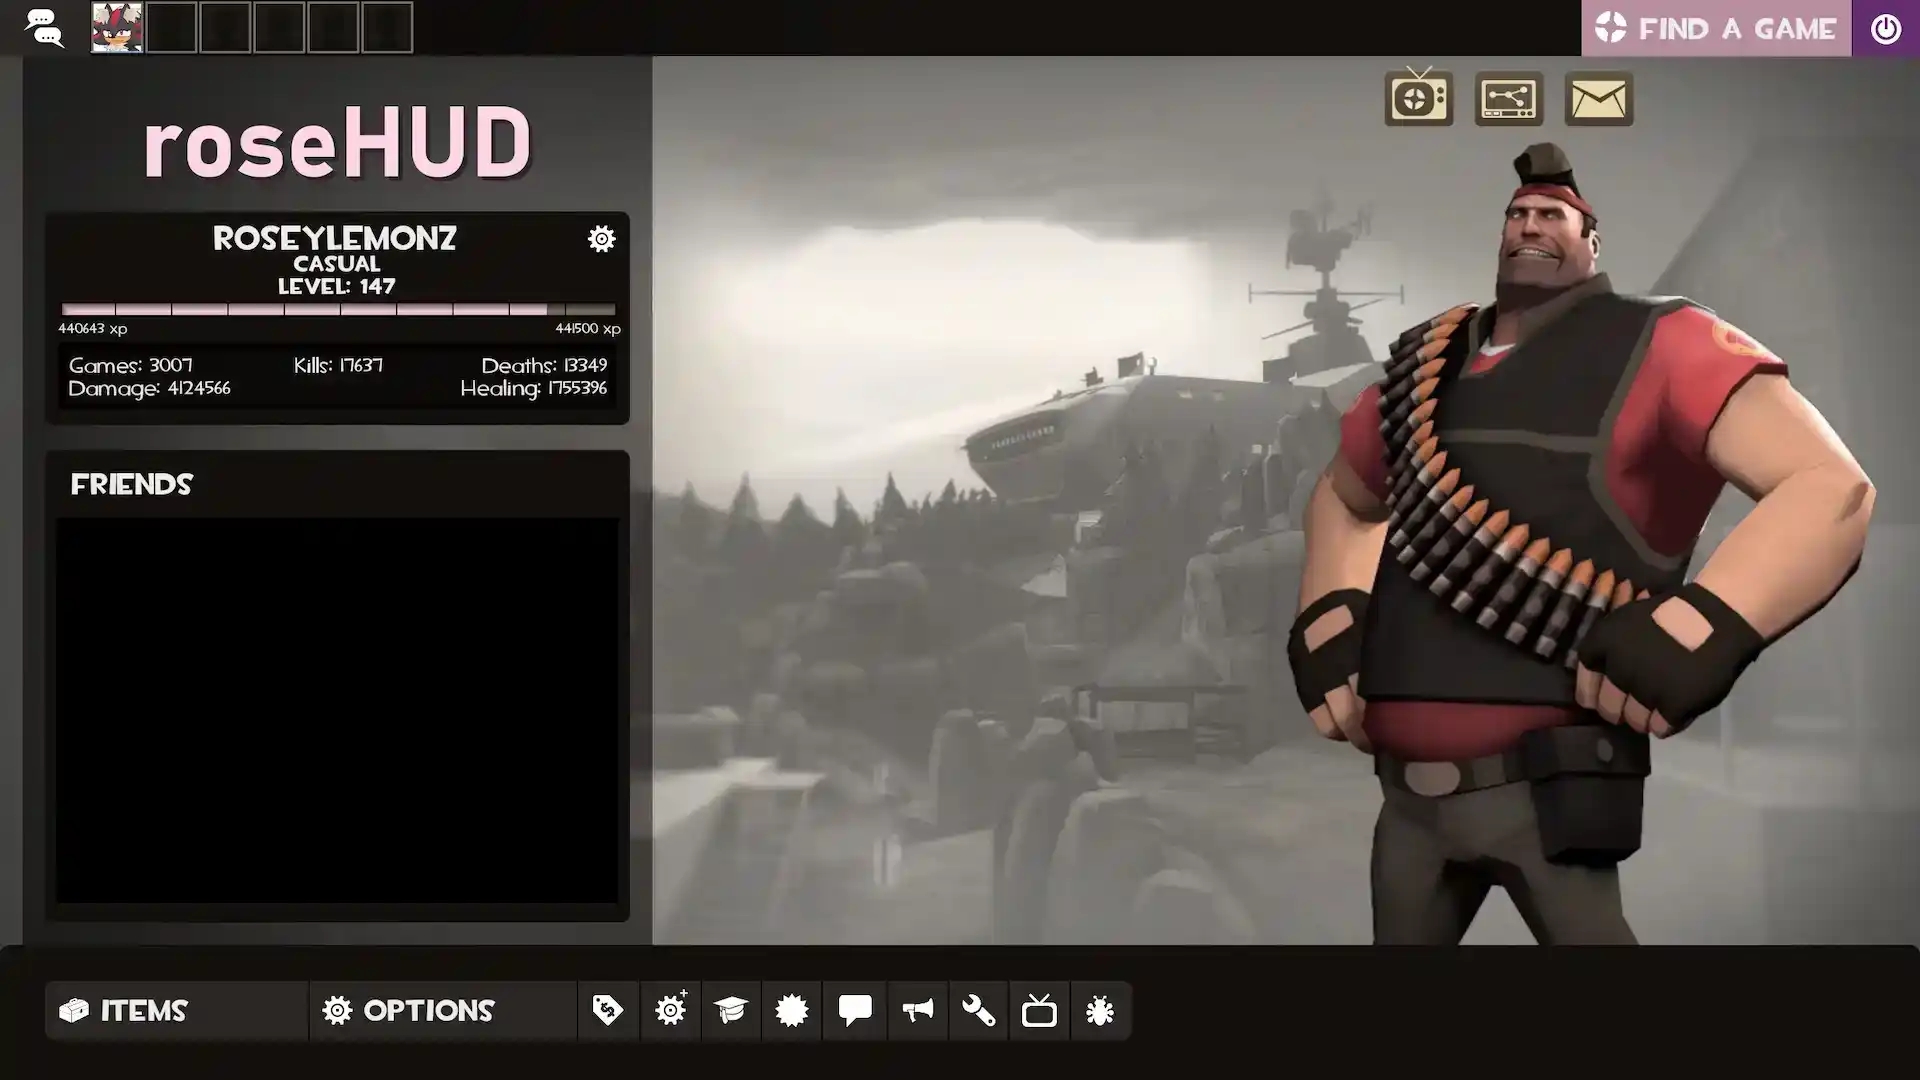 FIND A GAME
roseHUD
ROSEYLEMONZ
CASUAL
LEVEL: 147
440643 xp
441500 xp
Games: 3007
Kills: 17637
Deaths: 13349
Damage: 4124566
Healing: 1755396
FRIENDS
ITEMS
OPTIONS